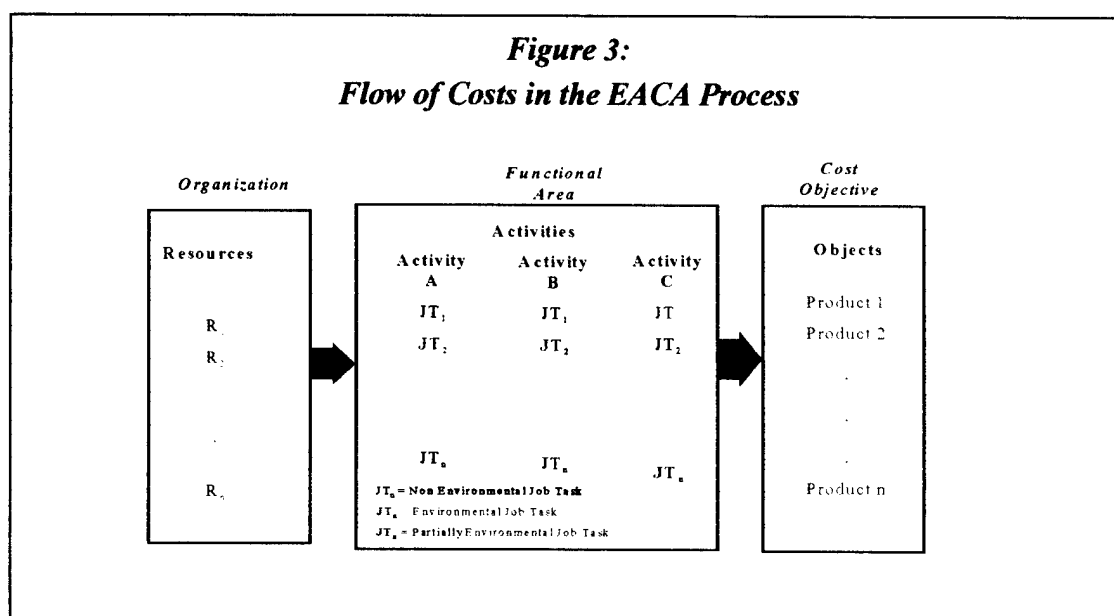 Figure 3:
Flow of Costs in the EACA Process
Organization
Functional
Area
Cost
Objective
Resources
R
R
.
R
Activities
Activity
A
Activity
B
Activity
C
JT₁ JT₁ JT
JT₂ JT₂ JT₂
JTₙ JTₙ JTₙ
JTₙ = Non Environmental Job Task
JTₙ Environmental Job Task
JTₙ = Partially Environmental Job Task
Objects
Product 1
Product 2
.
.
.
Product n